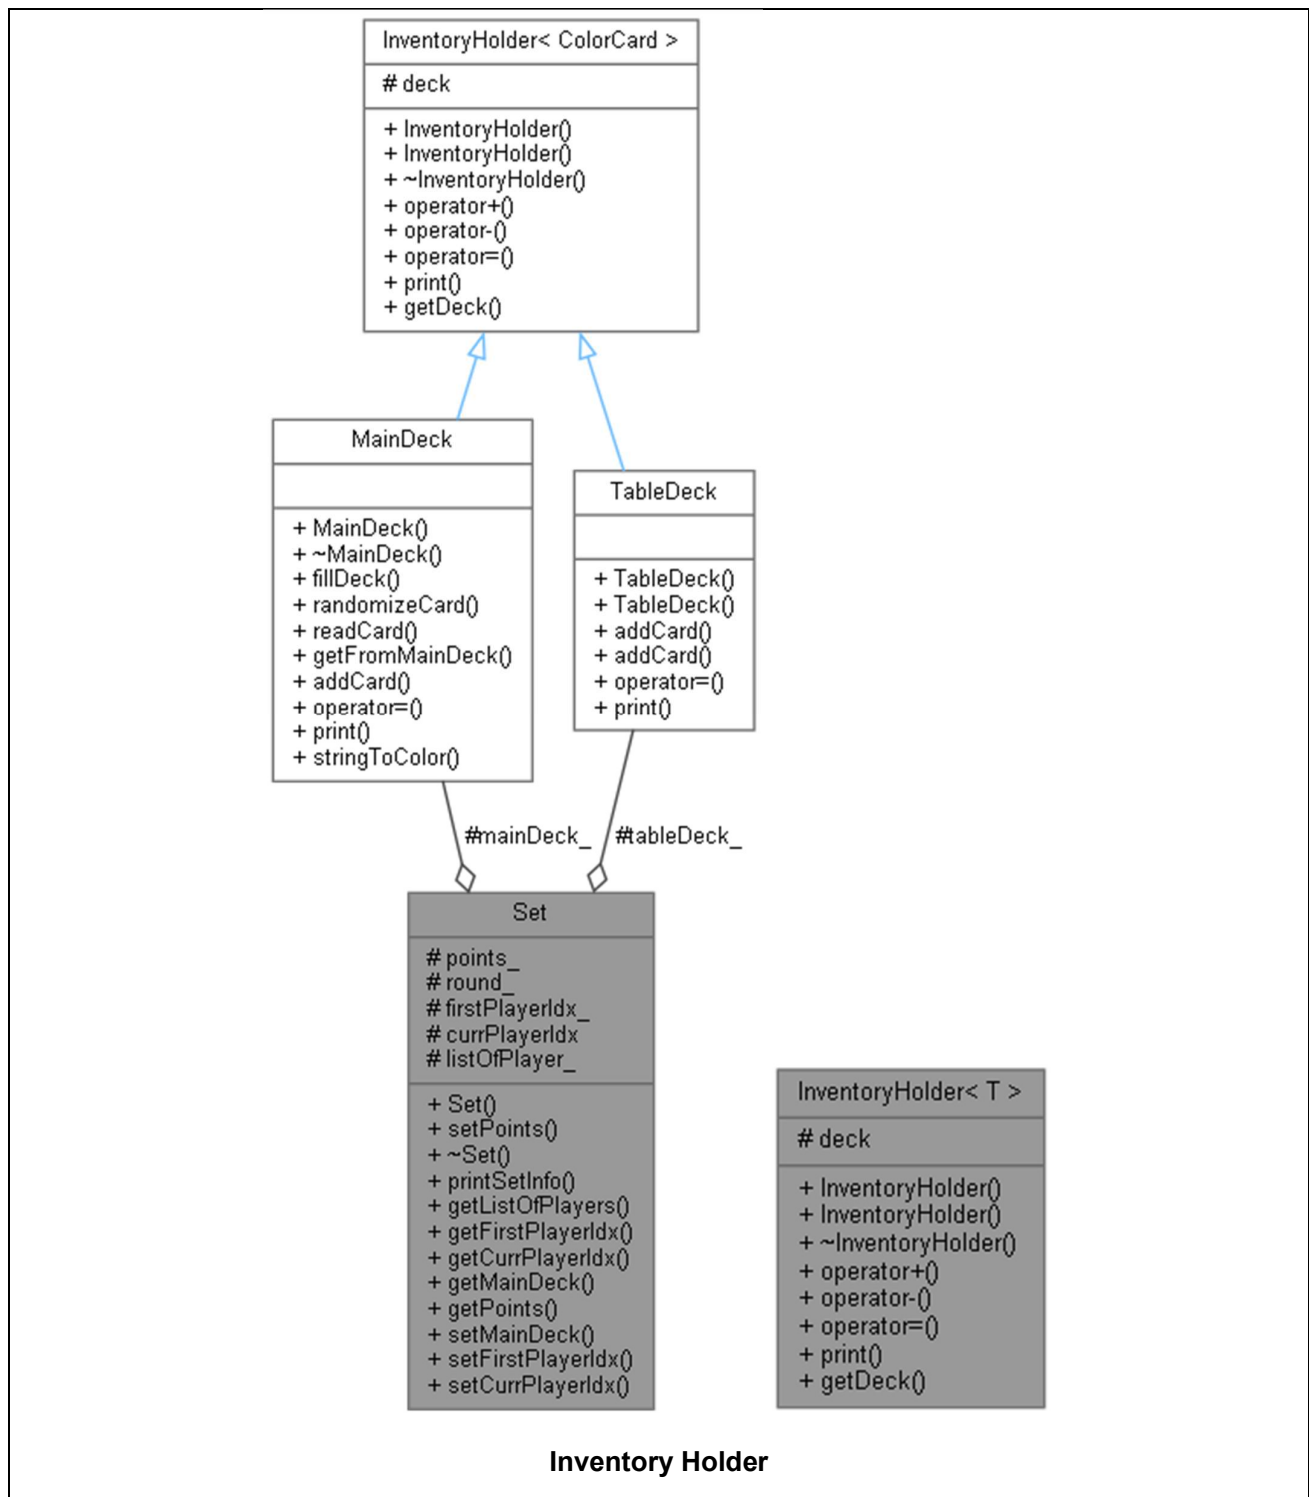 InventoryHolder< ColorCard >
# deck
+ InventoryHolder()
+ InventoryHolder()
+ ~InventoryHolder()
+ operator+()
+ operator-()
+ operator=()
+ print()
+ getDeck()
MainDeck
+ MainDeck()
+ ~MainDeck()
+ fillDeck()
+ randomizeCard()
+ readCard()
+ getFromMainDeck()
+ addCard()
+ operator=()
+ print()
+ stringToColor()
TableDeck
+ TableDeck()
+ TableDeck()
+ addCard()
+ addCard()
+ operator=()
+ print()
#mainDeck_
#tableDeck_
Set
# points_
# round_
# firstPlayerIdx_
# currPlayerIdx
# listOfPlayer_
+ Set()
+ setPoints()
+ ~Set()
+ printSetInfo()
+ getListOfPlayers()
+ getFirstPlayerIdx()
+ getCurrPlayerIdx()
+ getMainDeck()
+ getPoints()
+ setMainDeck()
+ setFirstPlayerIdx()
+ setCurrPlayerIdx()
InventoryHolder< T >
# deck
+ InventoryHolder()
+ InventoryHolder()
+ ~InventoryHolder()
+ operator+()
+ operator-()
+ operator=()
+ print()
+ getDeck()
Inventory Holder